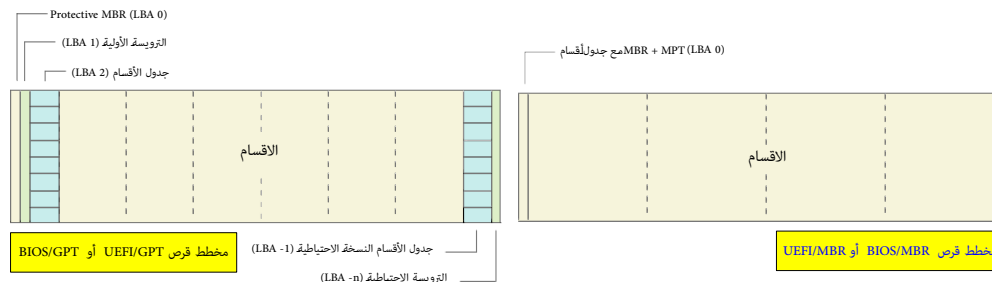 Protective MBR (LBA 0)
الترويسة الأولية (LBA 1)
جدول الأقسام (LBA 2)
الاقسام
جدول الأقسام النسخة الاحتياطية (LBA -1)
الترويسة الاحتياطية (LBA -n)
مخطط قرص UEFI/GPT أو BIOS/GPT
MBR + MPT مع جدول أقسام (LBA 0)
الاقسام
مخطط قرص BIOS/MBR أو UEFI/MBR